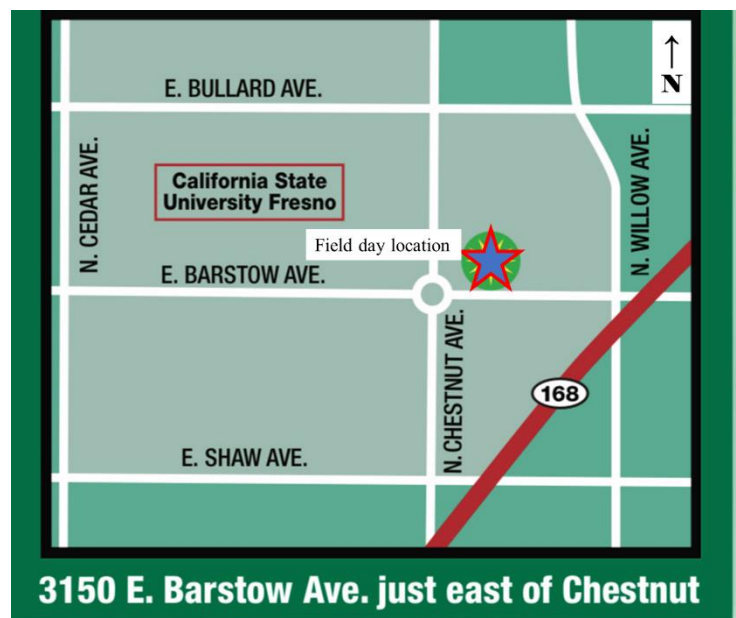 ↑
N
E. BULLARD AVE.
N. CEDAR AVE.
California State
University Fresno
N. WILLOW AVE.
Field day location
E. BARSTOW AVE.
N. CHESTNUT AVE.
168
E. SHAW AVE.
3150 E. Barstow Ave. just east of Chestnut